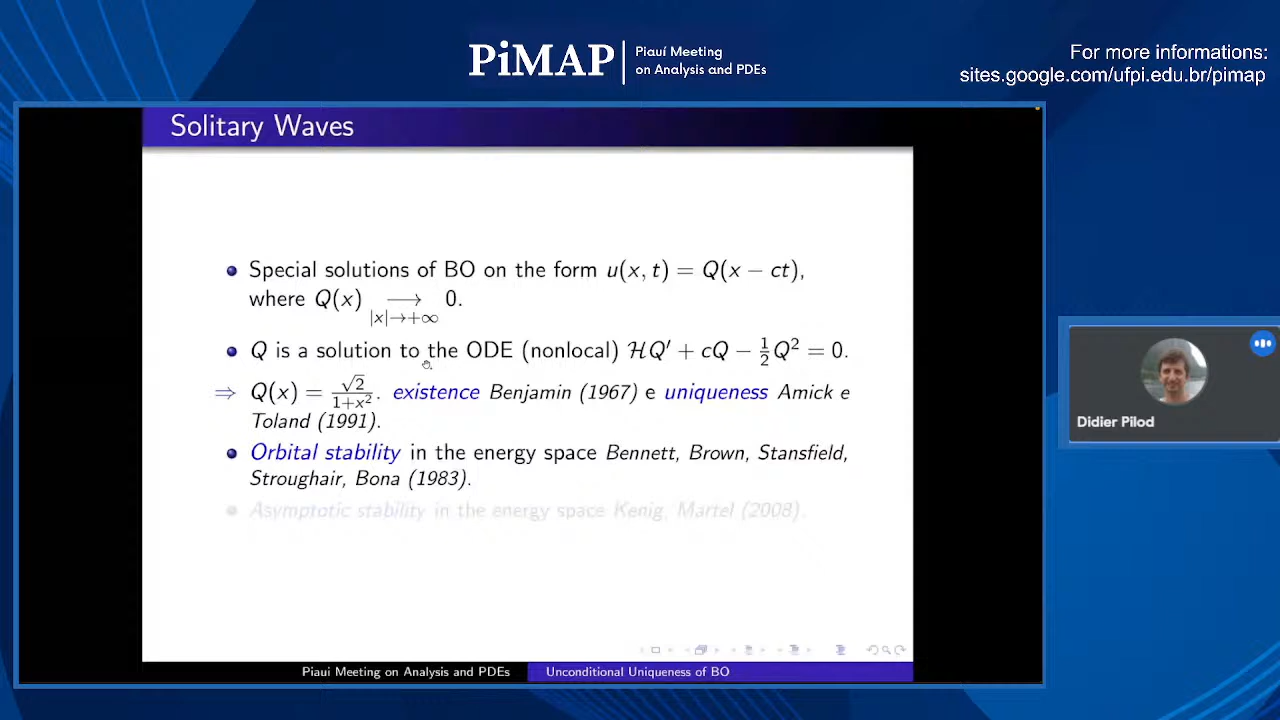 PiMAP
Piauí Meeting
on Analysis and PDEs
For more informations:
sites.google.com/ufpi.edu.br/pimap
Solitary Waves
Special solutions of BO on the form u(x, t) = Q(x − ct),
where Q(x) ⟶ 0.
|x|→+∞
Q is a solution to the ODE (nonlocal) ℋQ′ + cQ − ½Q² = 0.
⇒ Q(x) = √2/(1+x²). existence Benjamin (1967) e uniqueness Amick e
Toland (1991).
Orbital stability in the energy space Bennett, Brown, Stansfield,
Stroughair, Bona (1983).
Asymptotic stability in the energy space Kenig, Martel (2008).
Didier Pilod
Piaui Meeting on Analysis and PDEs
Unconditional Uniqueness of BO